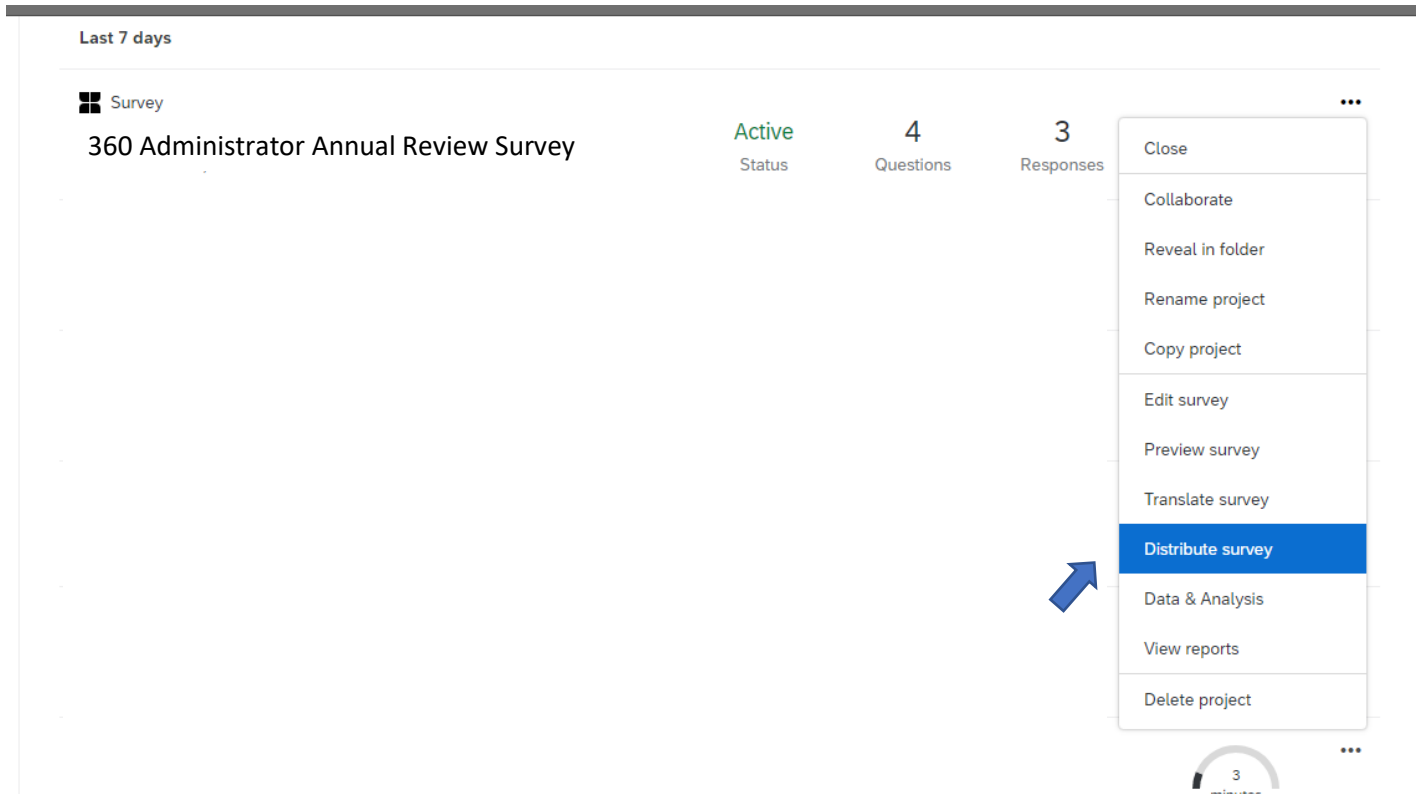 Last 7 days
Survey
360 Administrator Annual Review Survey
Active
Status
4
Questions
3
Responses
Close
Collaborate
Reveal in folder
Rename project
Copy project
Edit survey
Preview survey
Translate survey
Distribute survey
Data & Analysis
View reports
Delete project
3
minutes